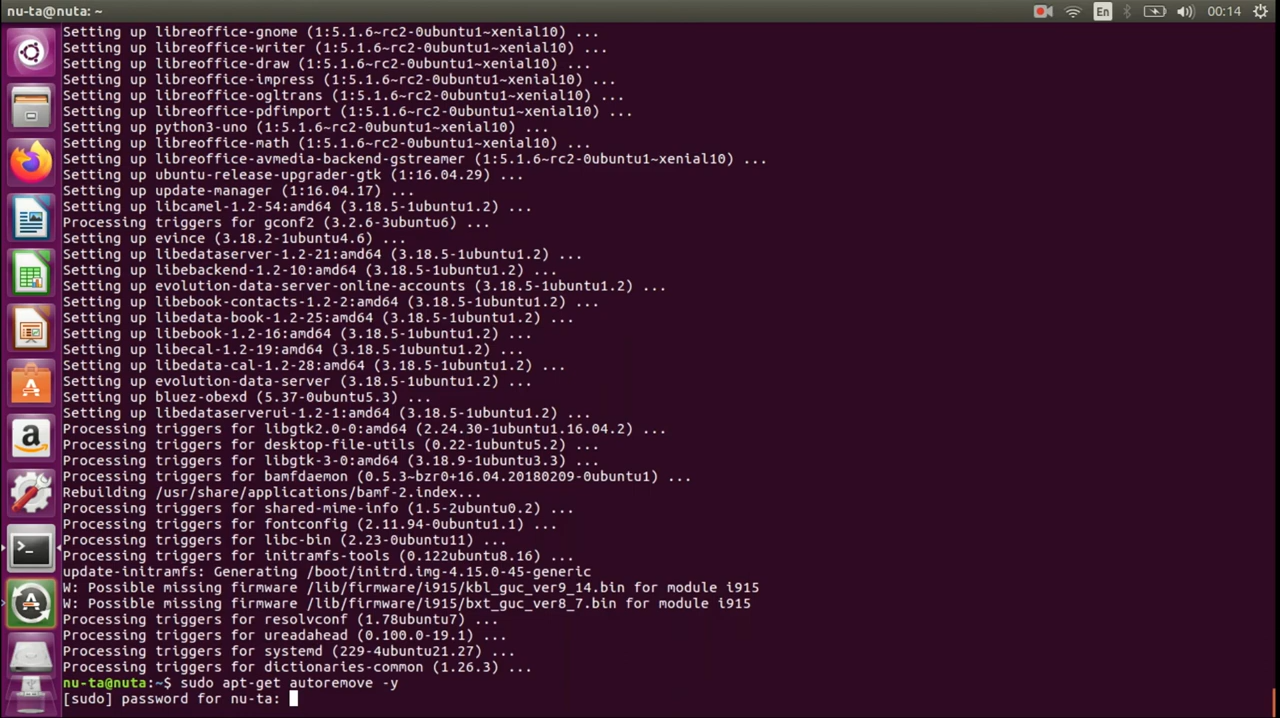 nu-ta@nuta: ~
En
00:14
Setting up libreoffice-gnome (1:5.1.6~rc2-0ubuntu1~xenial10) ...
Setting up libreoffice-writer (1:5.1.6~rc2-0ubuntu1~xenial10) ...
Setting up libreoffice-draw (1:5.1.6~rc2-0ubuntu1~xenial10) ...
Setting up libreoffice-impress (1:5.1.6~rc2-0ubuntu1~xenial10) ...
Setting up libreoffice-ogltrans (1:5.1.6~rc2-0ubuntu1~xenial10) ...
Setting up libreoffice-pdfimport (1:5.1.6~rc2-0ubuntu1~xenial10) ...
Setting up python3-uno (1:5.1.6~rc2-0ubuntu1~xenial10) ...
Setting up libreoffice-math (1:5.1.6~rc2-0ubuntu1~xenial10) ...
Setting up libreoffice-avmedia-backend-gstreamer (1:5.1.6~rc2-0ubuntu1~xenial10) ...
Setting up ubuntu-release-upgrader-gtk (1:16.04.29) ...
Setting up update-manager (1:16.04.17) ...
Setting up libcamel-1.2-54:amd64 (3.18.5-1ubuntu1.2) ...
Processing triggers for gconf2 (3.2.6-3ubuntu6) ...
Setting up evince (3.18.2-1ubuntu4.6) ...
Setting up libedataserver-1.2-21:amd64 (3.18.5-1ubuntu1.2) ...
Setting up libebackend-1.2-10:amd64 (3.18.5-1ubuntu1.2) ...
Setting up evolution-data-server-online-accounts (3.18.5-1ubuntu1.2) ...
Setting up libebook-contacts-1.2-2:amd64 (3.18.5-1ubuntu1.2) ...
Setting up libedata-book-1.2-25:amd64 (3.18.5-1ubuntu1.2) ...
Setting up libebook-1.2-16:amd64 (3.18.5-1ubuntu1.2) ...
Setting up libecal-1.2-19:amd64 (3.18.5-1ubuntu1.2) ...
Setting up libedata-cal-1.2-28:amd64 (3.18.5-1ubuntu1.2) ...
Setting up evolution-data-server (3.18.5-1ubuntu1.2) ...
Setting up bluez-obexd (5.37-0ubuntu5.3) ...
Setting up libedataserverui-1.2-1:amd64 (3.18.5-1ubuntu1.2) ...
Processing triggers for libgtk2.0-0:amd64 (2.24.30-1ubuntu1.16.04.2) ...
Processing triggers for desktop-file-utils (0.22-1ubuntu5.2) ...
Processing triggers for libgtk-3-0:amd64 (3.18.9-1ubuntu3.3) ...
Processing triggers for bamfdaemon (0.5.3~bzr0+16.04.20180209-0ubuntu1) ...
Rebuilding /usr/share/applications/bamf-2.index...
Processing triggers for shared-mime-info (1.5-2ubuntu0.2) ...
Processing triggers for fontconfig (2.11.94-0ubuntu1.1) ...
Processing triggers for libc-bin (2.23-0ubuntu11) ...
Processing triggers for initramfs-tools (0.122ubuntu8.16) ...
update-initramfs: Generating /boot/initrd.img-4.15.0-45-generic
W: Possible missing firmware /lib/firmware/i915/kbl_guc_ver9_14.bin for module i915
W: Possible missing firmware /lib/firmware/i915/bxt_guc_ver8_7.bin for module i915
Processing triggers for resolvconf (1.78ubuntu7) ...
Processing triggers for ureadahead (0.100.0-19.1) ...
Processing triggers for systemd (229-4ubuntu21.27) ...
Processing triggers for dictionaries-common (1.26.3) ...
nu-ta@nuta:~$ sudo apt-get autoremove -y
[sudo] password for nu-ta: